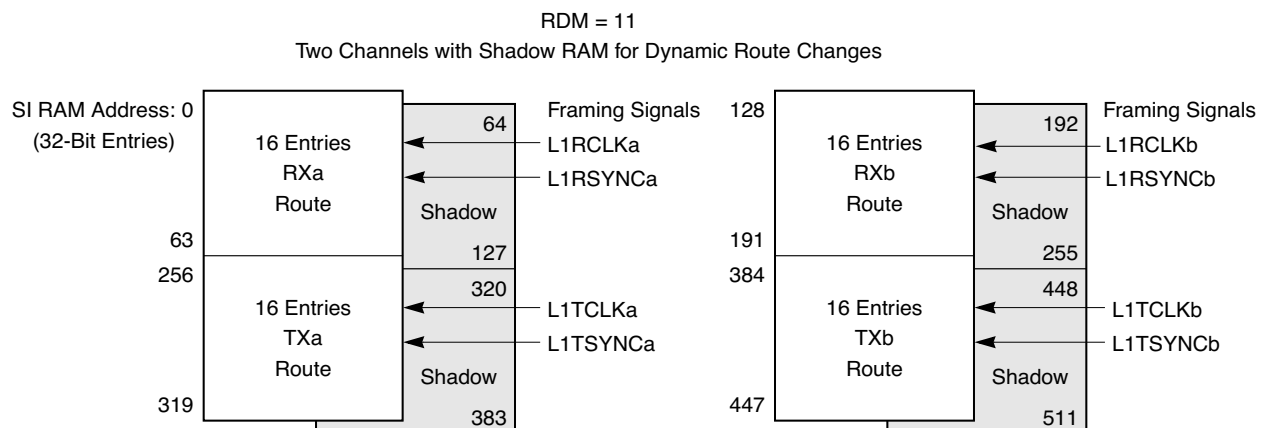 RDM = 11
Two Channels with Shadow RAM for Dynamic Route Changes
SI RAM Address: 0
(32-Bit Entries)
16 Entries
RXa
Route
63
64
Shadow
127
Framing Signals
L1RCLKa
L1RSYNCa
256
16 Entries
TXa
Route
319
320
Shadow
383
L1TCLKa
L1TSYNCa
128
16 Entries
RXb
Route
191
192
Shadow
255
Framing Signals
L1RCLKb
L1RSYNCb
384
16 Entries
TXb
Route
447
448
Shadow
511
L1TCLKb
L1TSYNCb